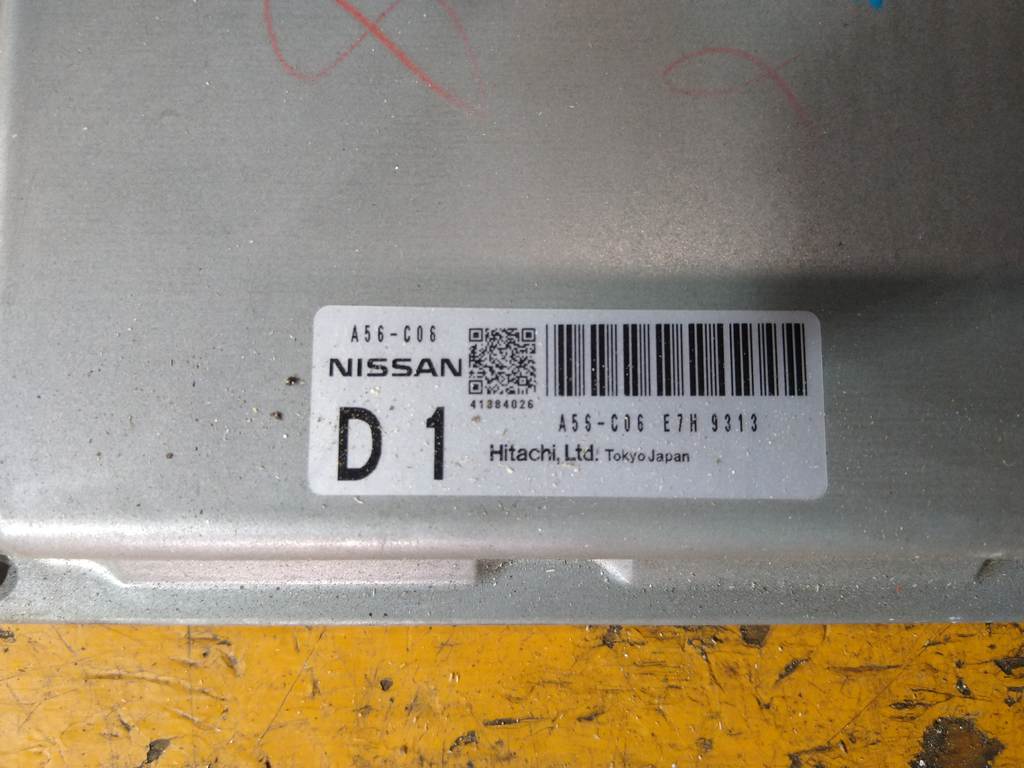 A56-C06
NISSAN
41384026
D 1
A56-C06 E7H 9313
Hitachi, Ltd. Tokyo Japan